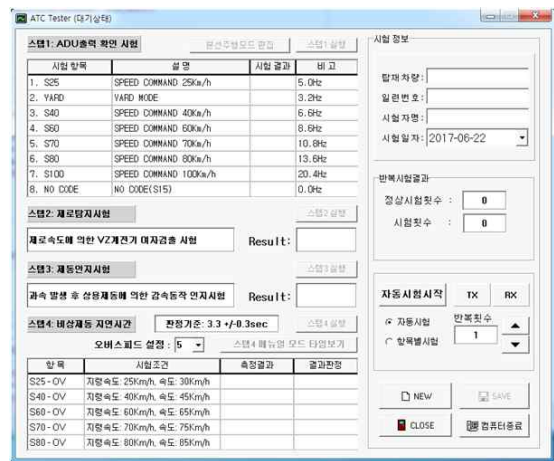 ATC Tester (대기상태)
스텝1: ADU출력 확인 시험
본선주행모드 편집
스텝1 실행
시험 항목 설 명 시험 결과 비 고
1. S25 SPEED COMMAND 25Km/h 5.0Hz
2. YARD YARD MODE 3.2Hz
3. S40 SPEED COMMAND 40Km/h 6.6Hz
4. S60 SPEED COMMAND 60Km/h 8.6Hz
5. S70 SPEED COMMAND 70Km/h 10.8Hz
6. S80 SPEED COMMAND 80Km/h 13.6Hz
7. S100 SPEED COMMAND 100Km/h 20.4Hz
8. NO CODE NO CODE(S15) 0.0Hz
스텝2: 제로탐지시험
스텝2 실행
제로속도에 의한 VZ계전기 여자검출 시험 Result:
스텝3: 제동인지시험
스텝3 실행
과속 발생 후 상용제동에 의한 감속동작 인지시험 Result:
스텝4: 비상제동 지연시간
판정기준: 3.3 +/-0.3sec
스텝4 실행
오버스피드 설정 : 5
스텝4 메뉴얼 모드 타임보기
항 목 시험조건 측정결과 결과판정
S25-OV 지령속도: 25Km/h, 속도: 30Km/h
S40-OV 지령속도: 40Km/h, 속도: 45Km/h
S60-OV 지령속도: 60Km/h, 속도: 65Km/h
S70-OV 지령속도: 70Km/h, 속도: 75Km/h
S80-OV 지령속도: 80Km/h, 속도: 85Km/h
시험 정보
탑재차량:
일련번호:
시험자명:
시험일자: 2017-06-22
반복시험결과
정상시험횟수 : 0
시험횟수 : 0
자동시험시작 TX RX
자동시험
항목별시험
반복횟수
1
NEW
SAVE
CLOSE
컴퓨터종료